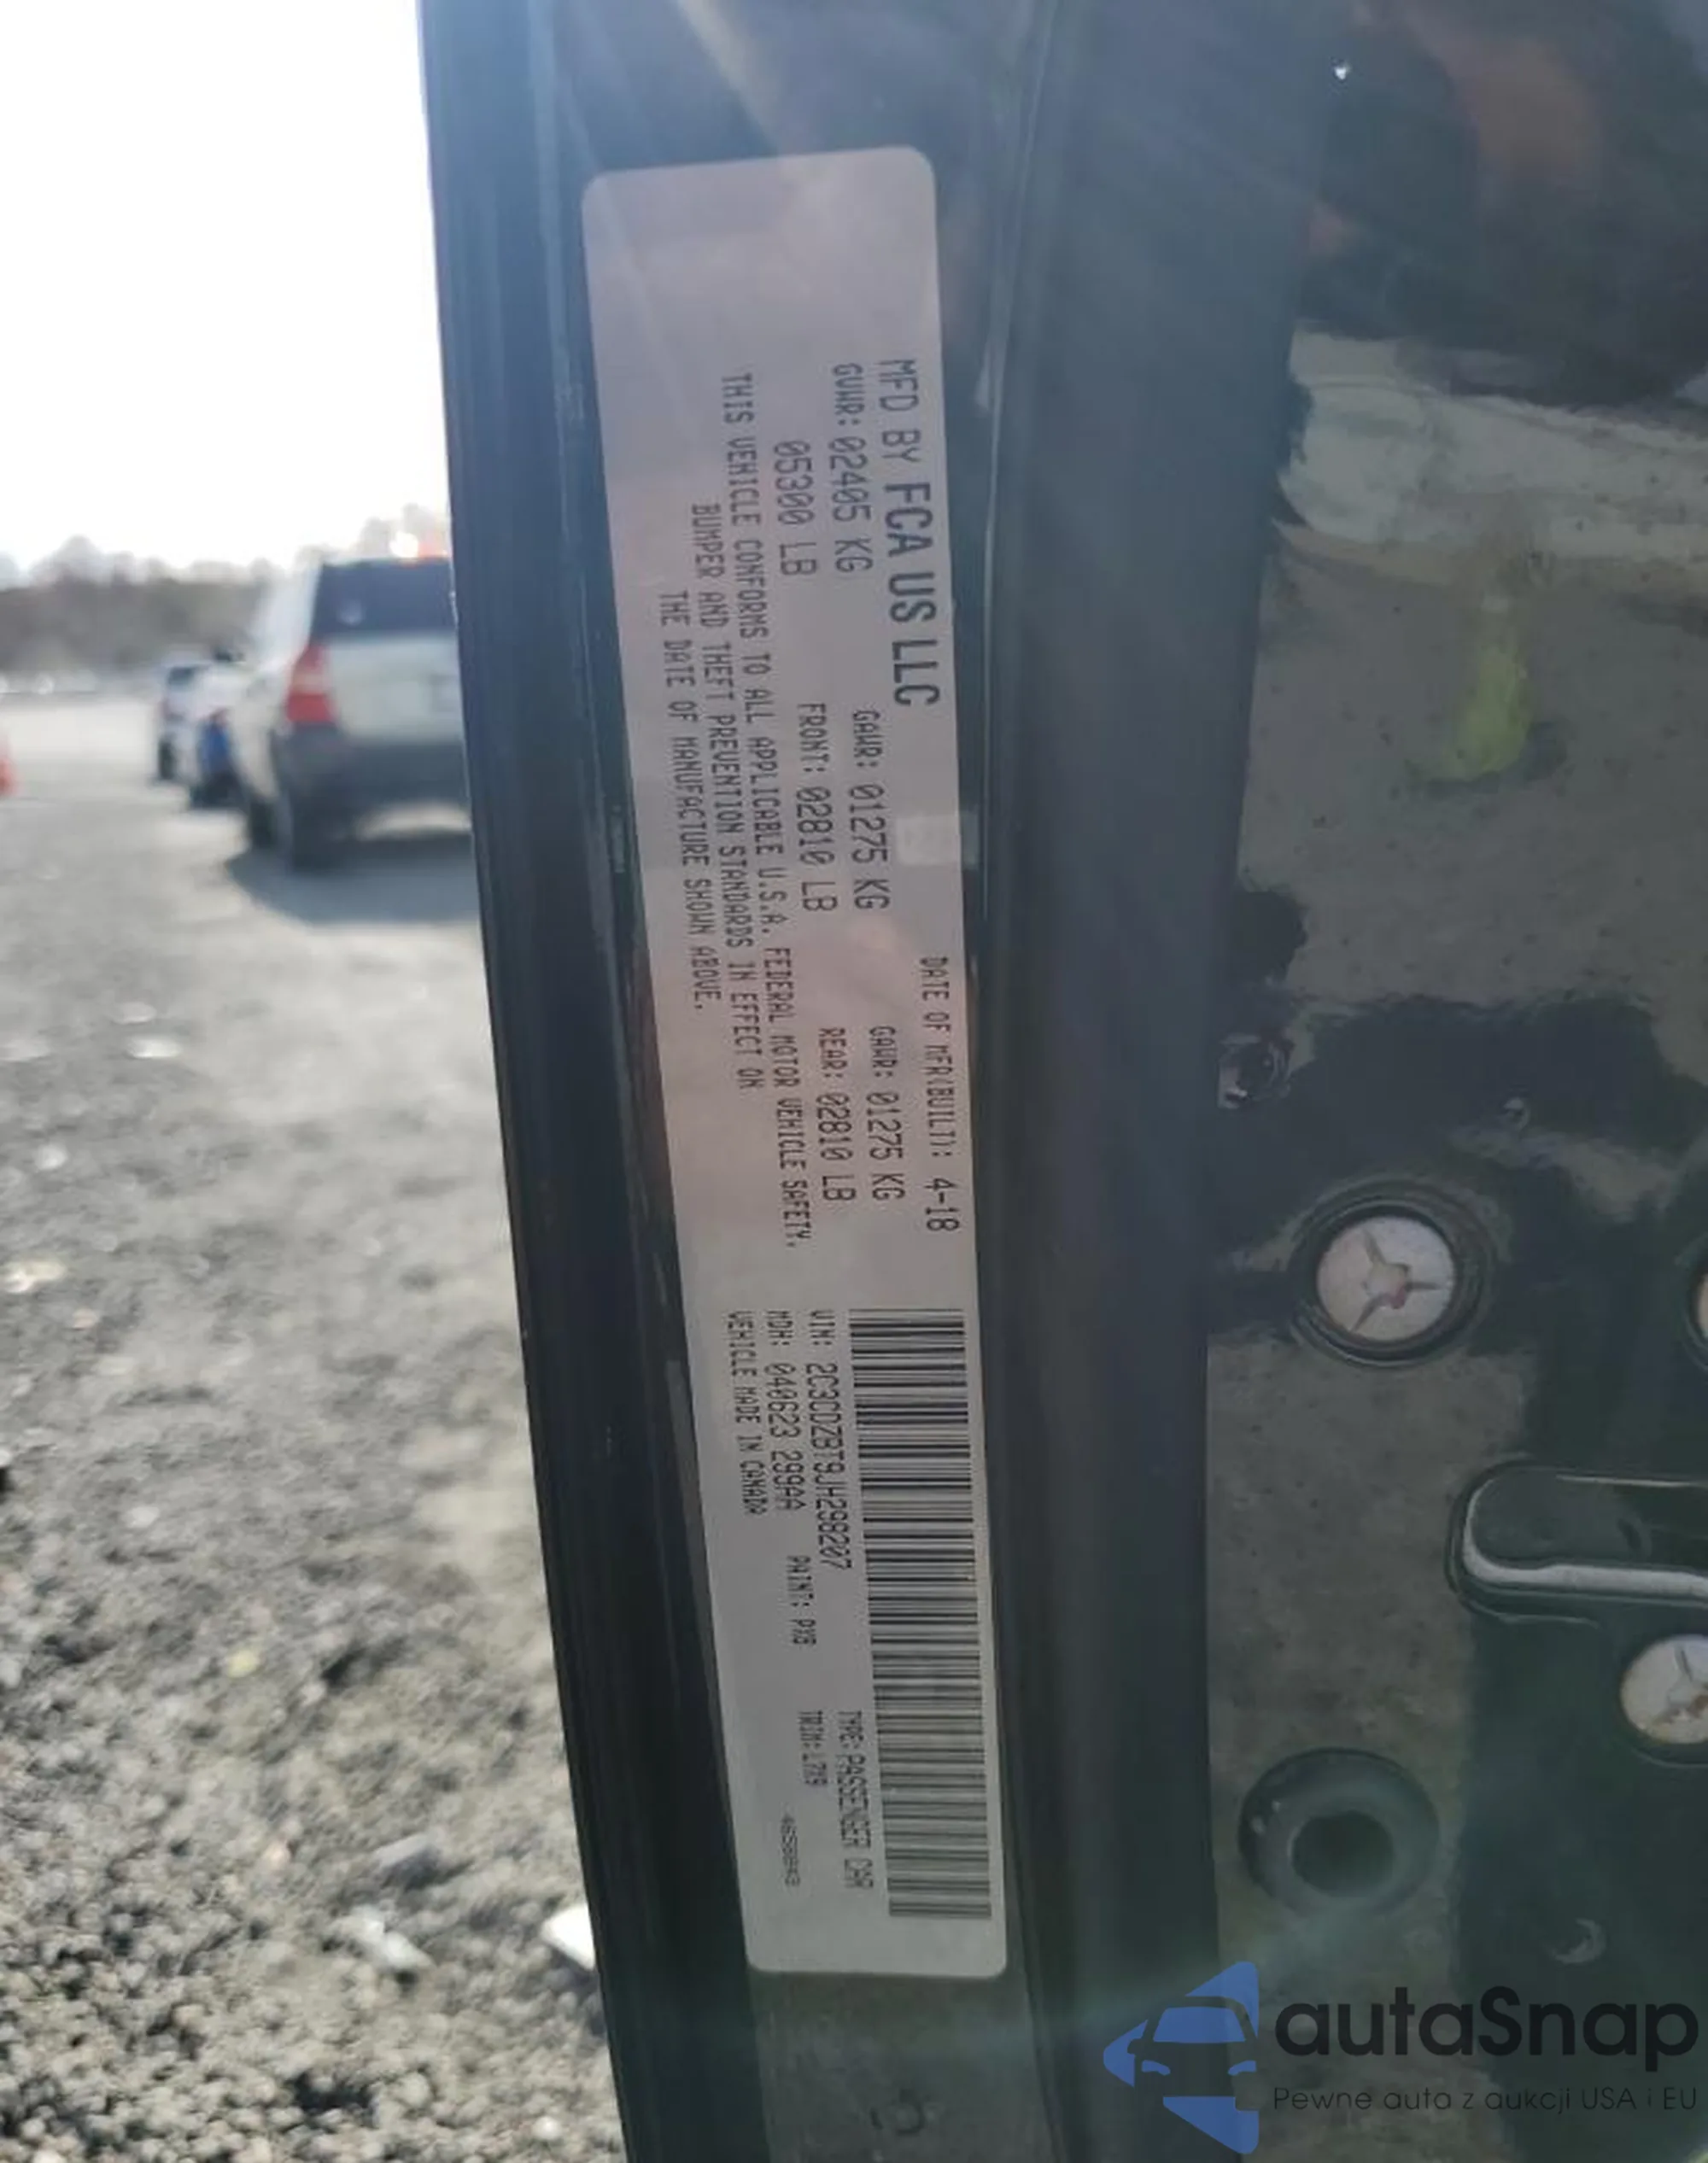 MFD BY FCA US LLC
DATE OF MFR(BUILT): 4-18
GVWR: 02405 KG
GAWR: 01275 KG
GAWR: 01275 KG
05300 LB
FRONT: 02810 LB
REAR: 02810 LB
THIS VEHICLE CONFORMS TO ALL APPLICABLE U.S.A. FEDERAL MOTOR VEHICLE SAFETY,
BUMPER AND THEFT PREVENTION STANDARDS IN EFFECT ON
THE DATE OF MANUFACTURE SHOWN ABOVE.
VIN: 2C3CDZBT9JH298207
TYPE: PASSENGER CAR
MDH: 040623 299AA
PAINT: PX8
TRIM: L7X9
VEHICLE MADE IN CANADA
autaSnap
Pewne auta z aukcji USA i EU